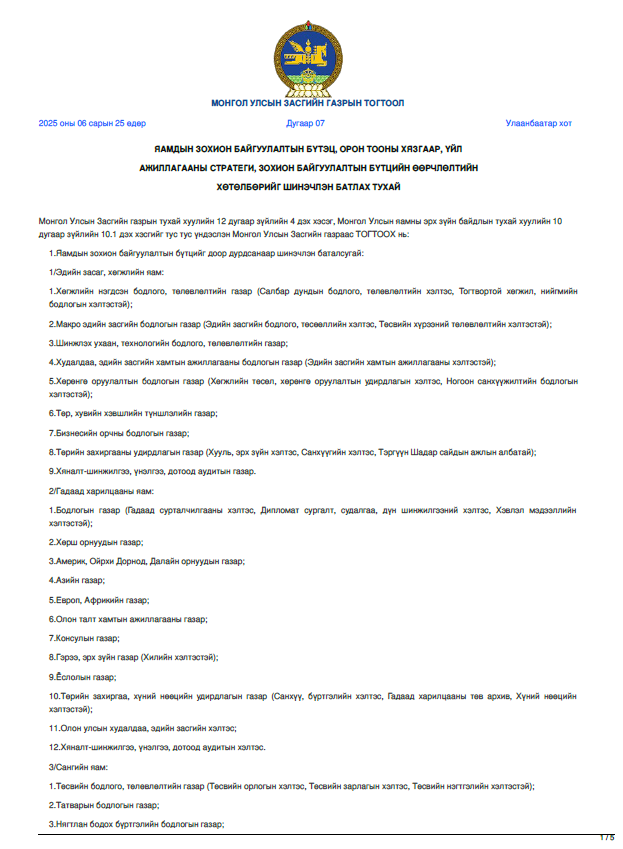 МОНГОЛ УЛСЫН ЗАСГИЙН ГАЗРЫН ТОГТООЛ
2025 оны 06 сарын 25 өдөр Дугаар 07 Улаанбаатар хот
ЯАМДЫН ЗОХИОН БАЙГУУЛАЛТЫН БҮТЭЦ, ОРОН ТООНЫ ХЯЗГААР, ҮЙЛ
АЖИЛЛАГААНЫ СТРАТЕГИ, ЗОХИОН БАЙГУУЛАЛТЫН БҮТЦИЙН ӨӨРЧЛӨЛТИЙН
ХӨТӨЛБӨРИЙГ ШИНЭЧЛЭН БАТЛАХ ТУХАЙ
Монгол Улсын Засгийн газрын тухай хуулийн 12 дугаар зүйлийн 4 дэх хэсэг, Монгол Улсын яамны эрх зүйн байдлын тухай хуулийн 10
дугаар зүйлийн 10.1 дэх хэсгийг тус тус үндэслэн Монгол Улсын Засгийн газраас ТОГТООХ нь:
1.Яамдын зохион байгуулалтын бүтцийг доор дурдсанаар шинэчлэн баталсугай:
1/Эдийн засаг, хөгжлийн яам:
1.Хөгжлийн нэгдсэн бодлого, төлөвлөлтийн газар (Салбар дундын бодлого, төлөвлөлтийн хэлтэс, Тогтвортой хөгжил, нийгмийн
бодлогын хэлтэстэй);
2.Макро эдийн засгийн бодлогын газар (Эдийн засгийн бодлого, төсөөллийн хэлтэс, Төсвийн хүрээний төлөвлөлтийн хэлтэстэй);
3.Шинжлэх ухаан, технологийн бодлого, төлөвлөлтийн газар;
4.Худалдаа, эдийн засгийн хамтын ажиллагааны бодлогын газар (Эдийн засгийн хамтын ажиллагааны хэлтэстэй);
5.Хөрөнгө оруулалтын бодлогын газар (Хөгжлийн төсөл, хөрөнгө оруулалтын удирдлагын хэлтэс, Ногоон санхүүжилтийн бодлогын
хэлтэстэй);
6.Төр, хувийн хэвшлийн түншлэлийн газар;
7.Бизнесийн орчны бодлогын газар;
8.Төрийн захиргааны удирдлагын газар (Хууль, эрх зүйн хэлтэс, Санхүүгийн хэлтэс, Тэргүүн Шадар сайдын ажлын албатай);
9.Хяналт-шинжилгээ, үнэлгээ, дотоод аудитын газар.
2/Гадаад харилцааны яам:
1.Бодлогын газар (Гадаад сурталчилгааны хэлтэс, Дипломат сургалт, судалгаа, дүн шинжилгээний хэлтэс, Хэвлэл мэдээллийн
хэлтэстэй);
2.Хөрш орнуудын газар;
3.Америк, Ойрхи Дорнод, Далайн орнуудын газар;
4.Азийн газар;
5.Европ, Африкийн газар;
6.Олон талт хамтын ажиллагааны газар;
7.Консулын газар;
8.Гэрээ, эрх зүйн газар (Хилийн хэлтэстэй);
9.Ёслолын газар;
10.Төрийн захиргаа, хүний нөөцийн удирдлагын газар (Санхүү, бүртгэлийн хэлтэс, Гадаад харилцааны төв архив, Хүний нөөцийн
хэлтэстэй);
11.Олон улсын худалдаа, эдийн засгийн хэлтэс;
12.Хяналт-шинжилгээ, үнэлгээ, дотоод аудитын хэлтэс.
3/Сангийн яам:
1.Төсвийн бодлого, төлөвлөлтийн газар (Төсвийн орлогын хэлтэс, Төсвийн зарлагын хэлтэс, Төсвийн нэгтгэлийн хэлтэстэй);
2.Татварын бодлогын газар;
3.Нягтлан бодох бүртгэлийн бодлогын газар;
1 / 5